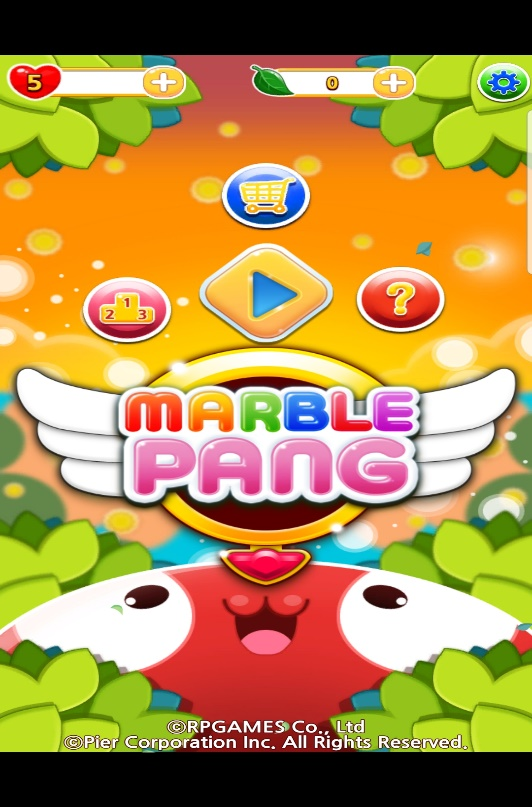 5
0
1
2 3
?
MARBLE
PANG
©RPGAMES Co., Ltd
©Pier Corporation Inc. All Rights Reserved.